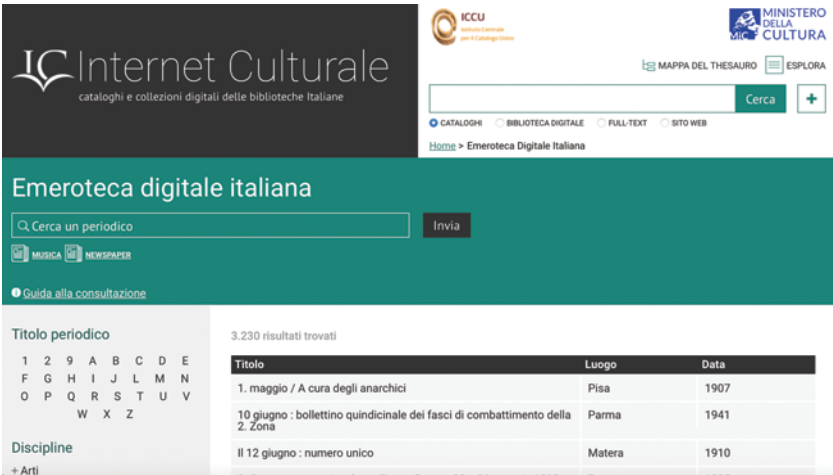 ICCU
Istituto Centrale
per il Catalogo Unico
MiC
MINISTERO
DELLA
CULTURA
IC Internet Culturale
cataloghi e collezioni digitali delle biblioteche Italiane
MAPPA DEL THESAURO ESPLORA
Cerca +
CATALOGHI BIBLIOTECA DIGITALE FULL-TEXT SITO WEB
Home > Emeroteca Digitale Italiana
Emeroteca digitale italiana
Cerca un periodico Invia
MUSICA NEWSPAPER
Guida alla consultazione
Titolo periodico
1 2 9 A B C D E
F G H I J L M N
O P Q R S T U V
W X Z
Discipline
+ Arti
3.230 risultati trovati
Titolo Luogo Data
1. maggio / A cura degli anarchici Pisa 1907
10 giugno : bollettino quindicinale dei fasci di combattimento della Parma 1941
2. Zona
Il 12 giugno : numero unico Matera 1910